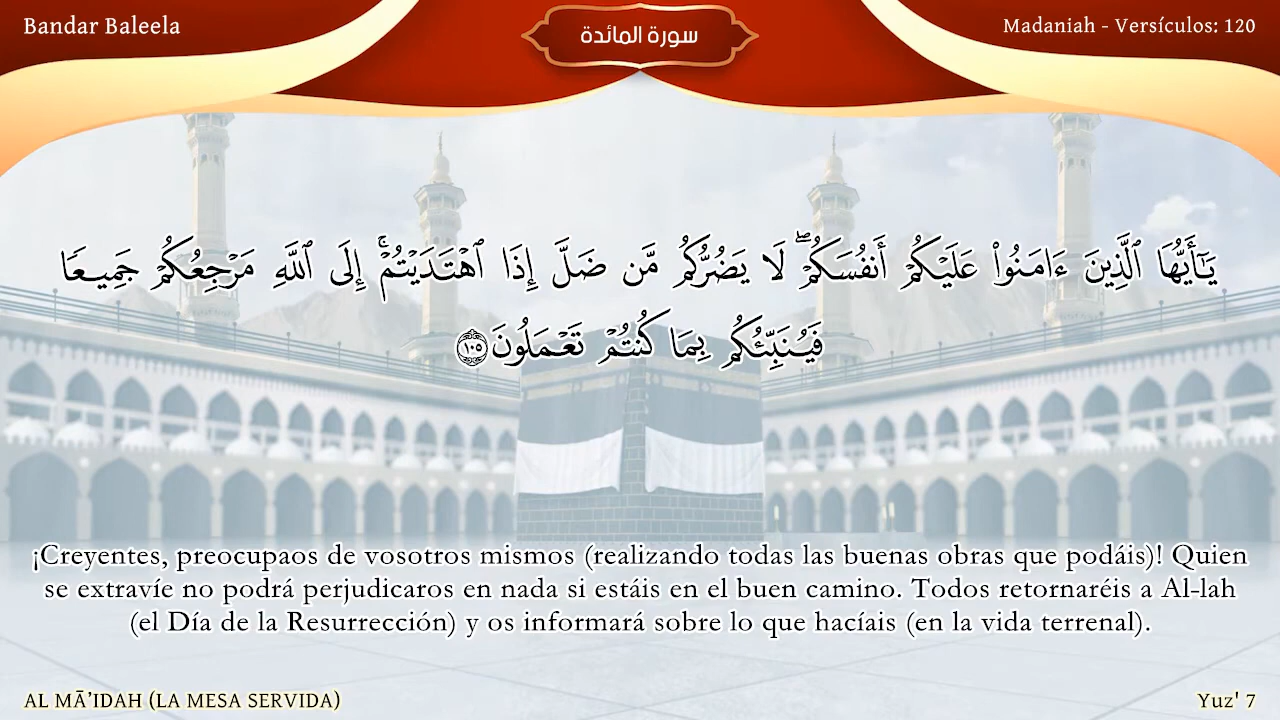 Bandar Baleela
سورة المائدة
Madaniah - Versículos: 120
يَـٰٓأَيُّهَا ٱلَّذِينَ ءَامَنُوا۟ عَلَيْكُمْ أَنفُسَكُمْ ۖ لَا يَضُرُّكُم مَّن ضَلَّ إِذَا ٱهْتَدَيْتُمْ ۚ إِلَى ٱللَّهِ مَرْجِعُكُمْ جَمِيعًا
فَيُنَبِّئُكُم بِمَا كُنتُمْ تَعْمَلُونَ ١٠٥
¡Creyentes, preocupaos de vosotros mismos (realizando todas las buenas obras que podáis)! Quien
se extravíe no podrá perjudicaros en nada si estáis en el buen camino. Todos retornaréis a Al-lah
(el Día de la Resurrección) y os informará sobre lo que hacíais (en la vida terrenal).
AL MĀ’IDAH (LA MESA SERVIDA)
Yuz' 7